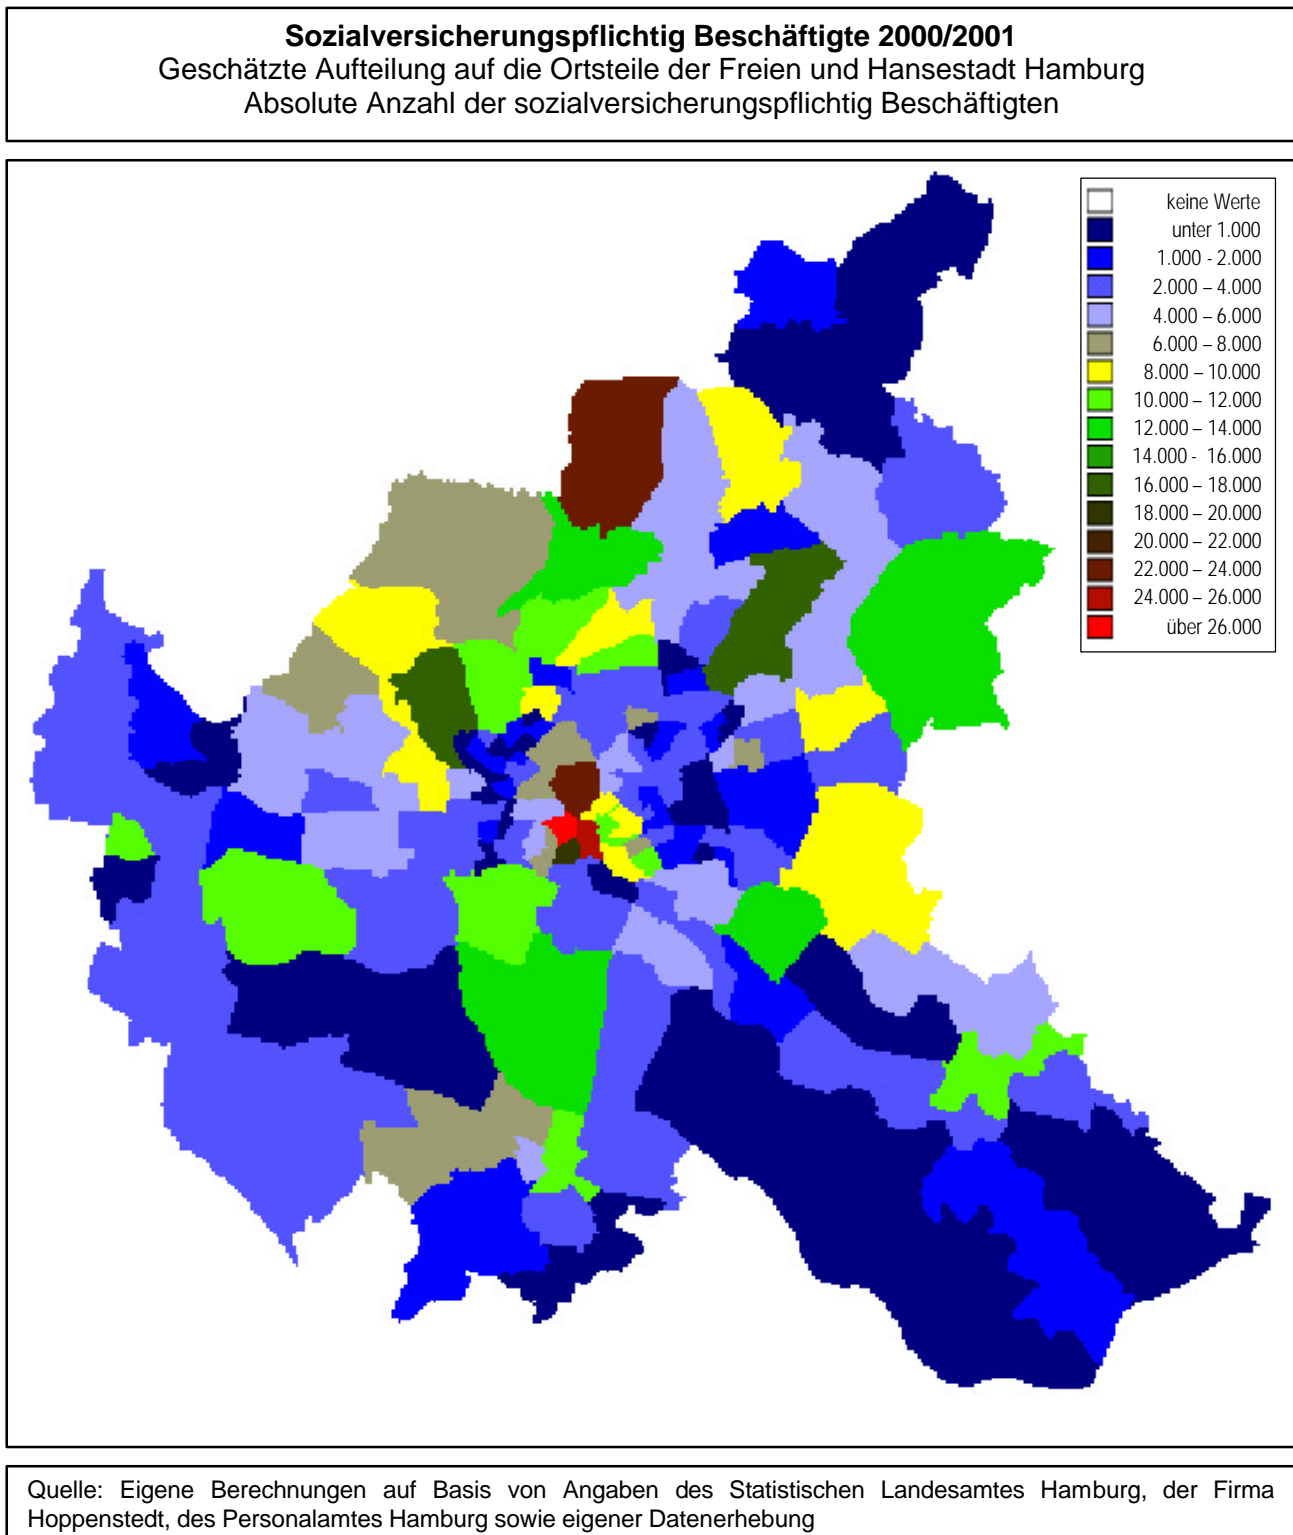 Sozialversicherungspflichtig Beschäftigte 2000/2001
Geschätzte Aufteilung auf die Ortsteile der Freien und Hansestadt Hamburg
Absolute Anzahl der sozialversicherungspflichtig Beschäftigten
keine Werte
unter 1.000
1.000 - 2.000
2.000 – 4.000
4.000 – 6.000
6.000 – 8.000
8.000 – 10.000
10.000 – 12.000
12.000 – 14.000
14.000 - 16.000
16.000 – 18.000
18.000 – 20.000
20.000 – 22.000
22.000 – 24.000
24.000 – 26.000
über 26.000
Quelle: Eigene Berechnungen auf Basis von Angaben des Statistischen Landesamtes Hamburg, der Firma
Hoppenstedt, des Personalamtes Hamburg sowie eigener Datenerhebung